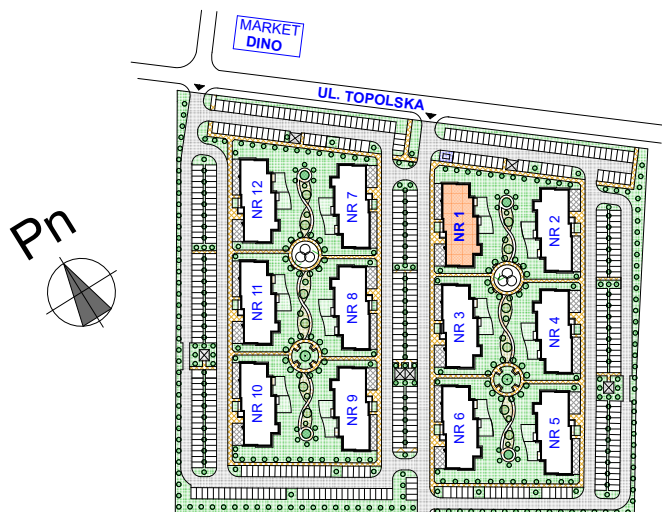 MARKET
DINO
UL. TOPOLSKA
Pn
NR 12
NR 7
NR 1
NR 2
NR 11
NR 8
NR 3
NR 4
NR 10
NR 9
NR 6
NR 5